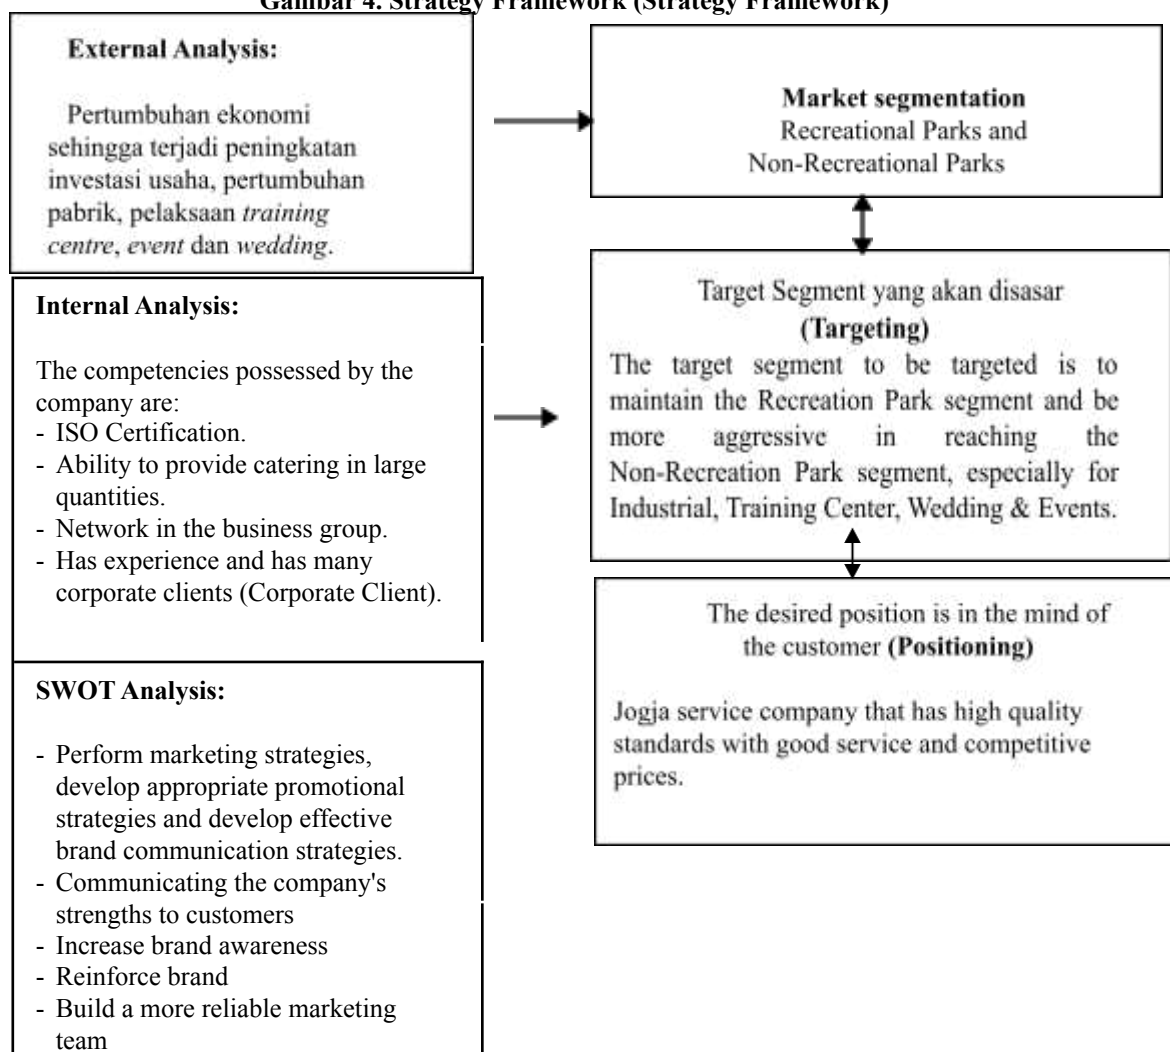 Gambar 4. Strategy Framework (Strategy Framework)
External Analysis:
Pertumbuhan ekonomi
sehingga terjadi peningkatan
investasi usaha, pertumbuhan
pabrik, pelaksaan training
centre, event dan wedding.
Internal Analysis:
The competencies possessed by the
company are:
- ISO Certification.
- Ability to provide catering in large
quantities.
- Network in the business group.
- Has experience and has many
corporate clients (Corporate Client).
SWOT Analysis:
- Perform marketing strategies,
develop appropriate promotional
strategies and develop effective
brand communication strategies.
- Communicating the company's
strengths to customers
- Increase brand awareness
- Reinforce brand
- Build a more reliable marketing
team
Market segmentation
Recreational Parks and
Non-Recreational Parks
Target Segment yang akan disasar
(Targeting)
The target segment to be targeted is to
maintain the Recreation Park segment and be
more aggressive in reaching the
Non-Recreation Park segment, especially for
Industrial, Training Center, Wedding & Events.
The desired position is in the mind of
the customer (Positioning)
Jogja service company that has high quality
standards with good service and competitive
prices.